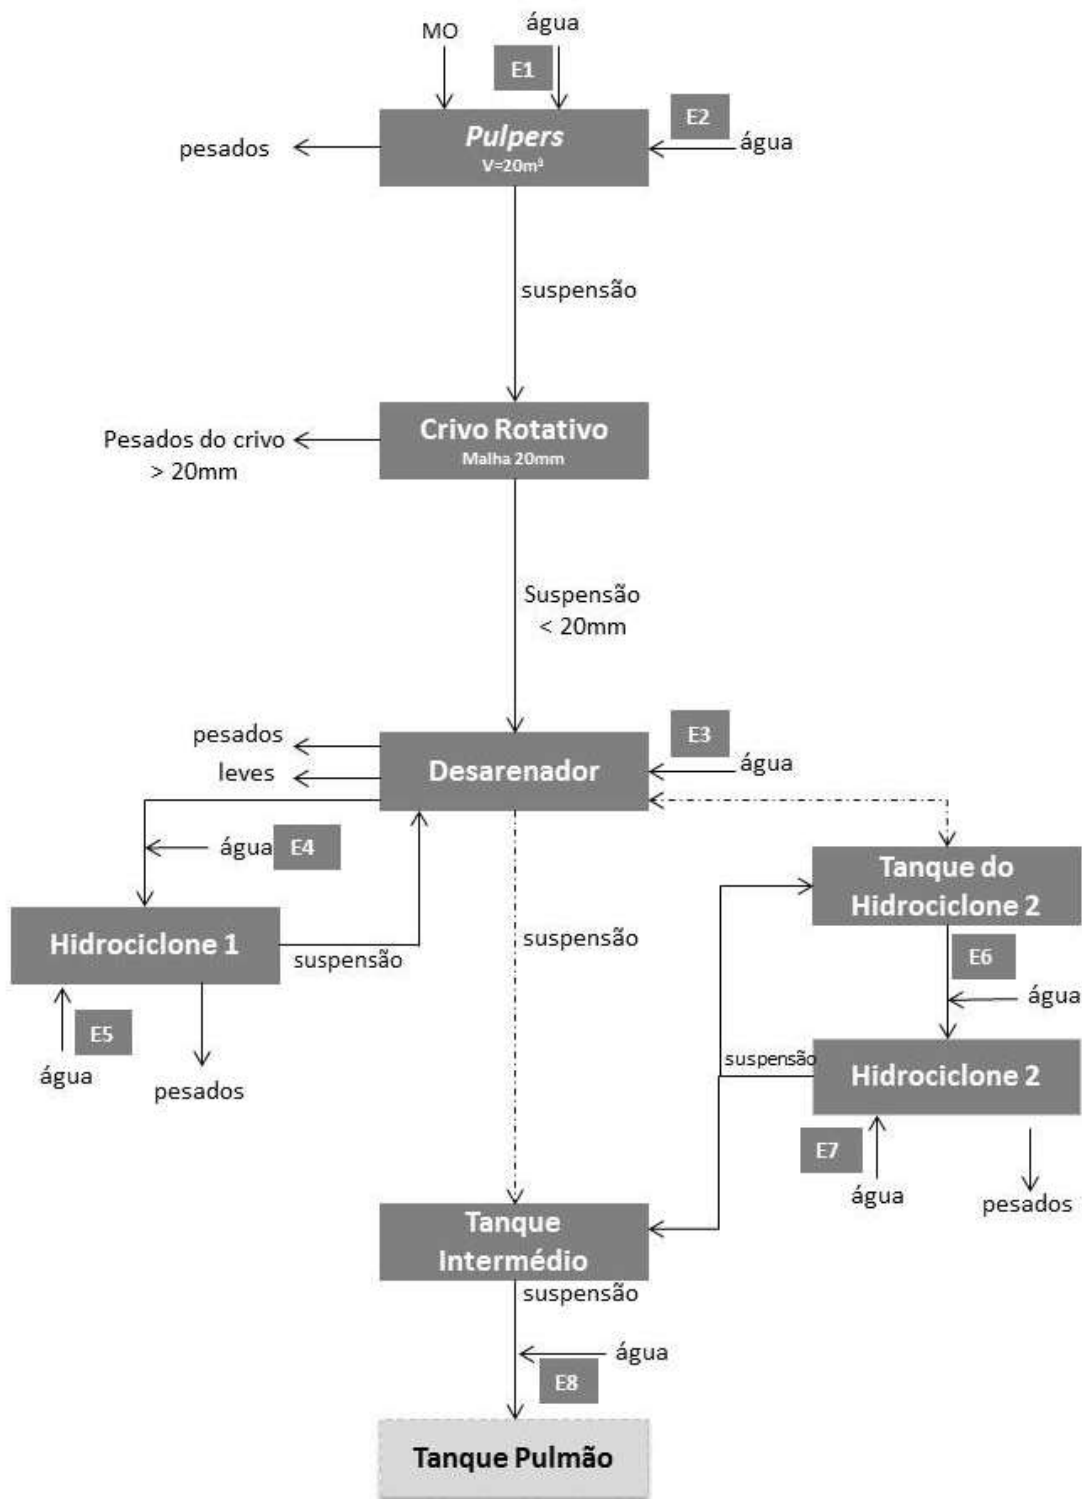 MO
água
E1
E2
Pulpers
V=20m³
pesados
água
suspensão
Crivo Rotativo
Malha 20mm
Pesados do crivo
> 20mm
Suspensão
< 20mm
E3
pesados
leves
Desarenador
água
água
E4
Tanque do
Hidrociclone 2
Hidrociclone 1
suspensão
suspensão
E6
água
E5
água
pesados
suspensão
Hidrociclone 2
E7
água
pesados
Tanque
Intermédio
suspensão
água
E8
Tanque Pulmão